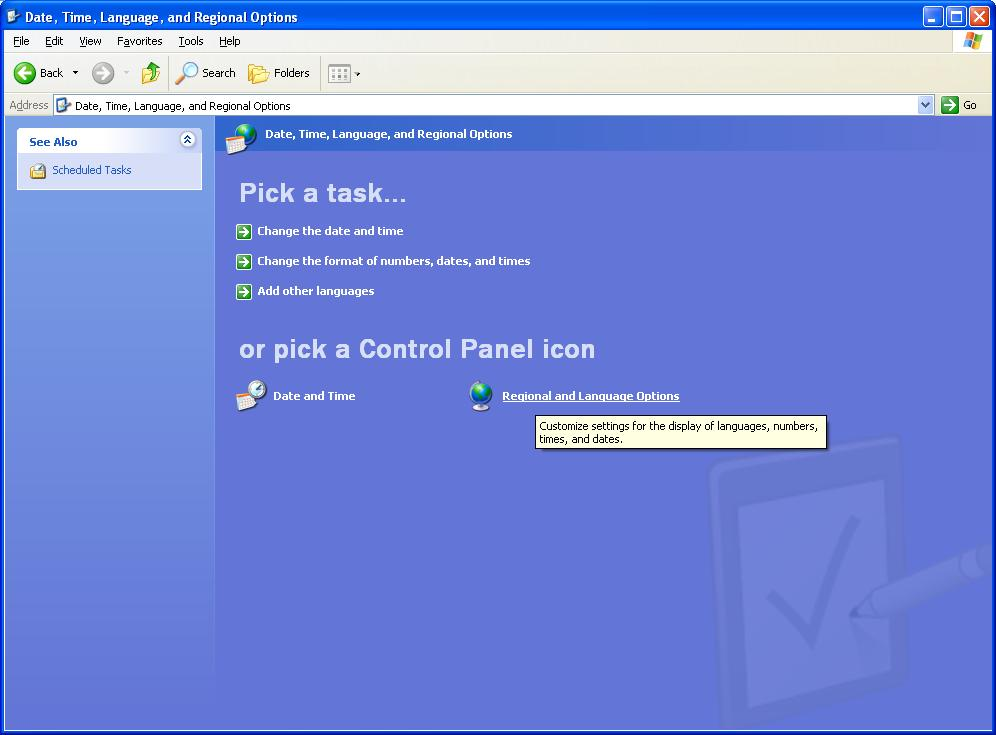 Date, Time, Language, and Regional Options
File Edit View Favorites Tools Help
Back Search Folders
Address Date, Time, Language, and Regional Options Go
See Also
Scheduled Tasks
Date, Time, Language, and Regional Options
Pick a task...
Change the date and time
Change the format of numbers, dates, and times
Add other languages
or pick a Control Panel icon
Date and Time
Regional and Language Options
Customize settings for the display of languages, numbers,
times, and dates.